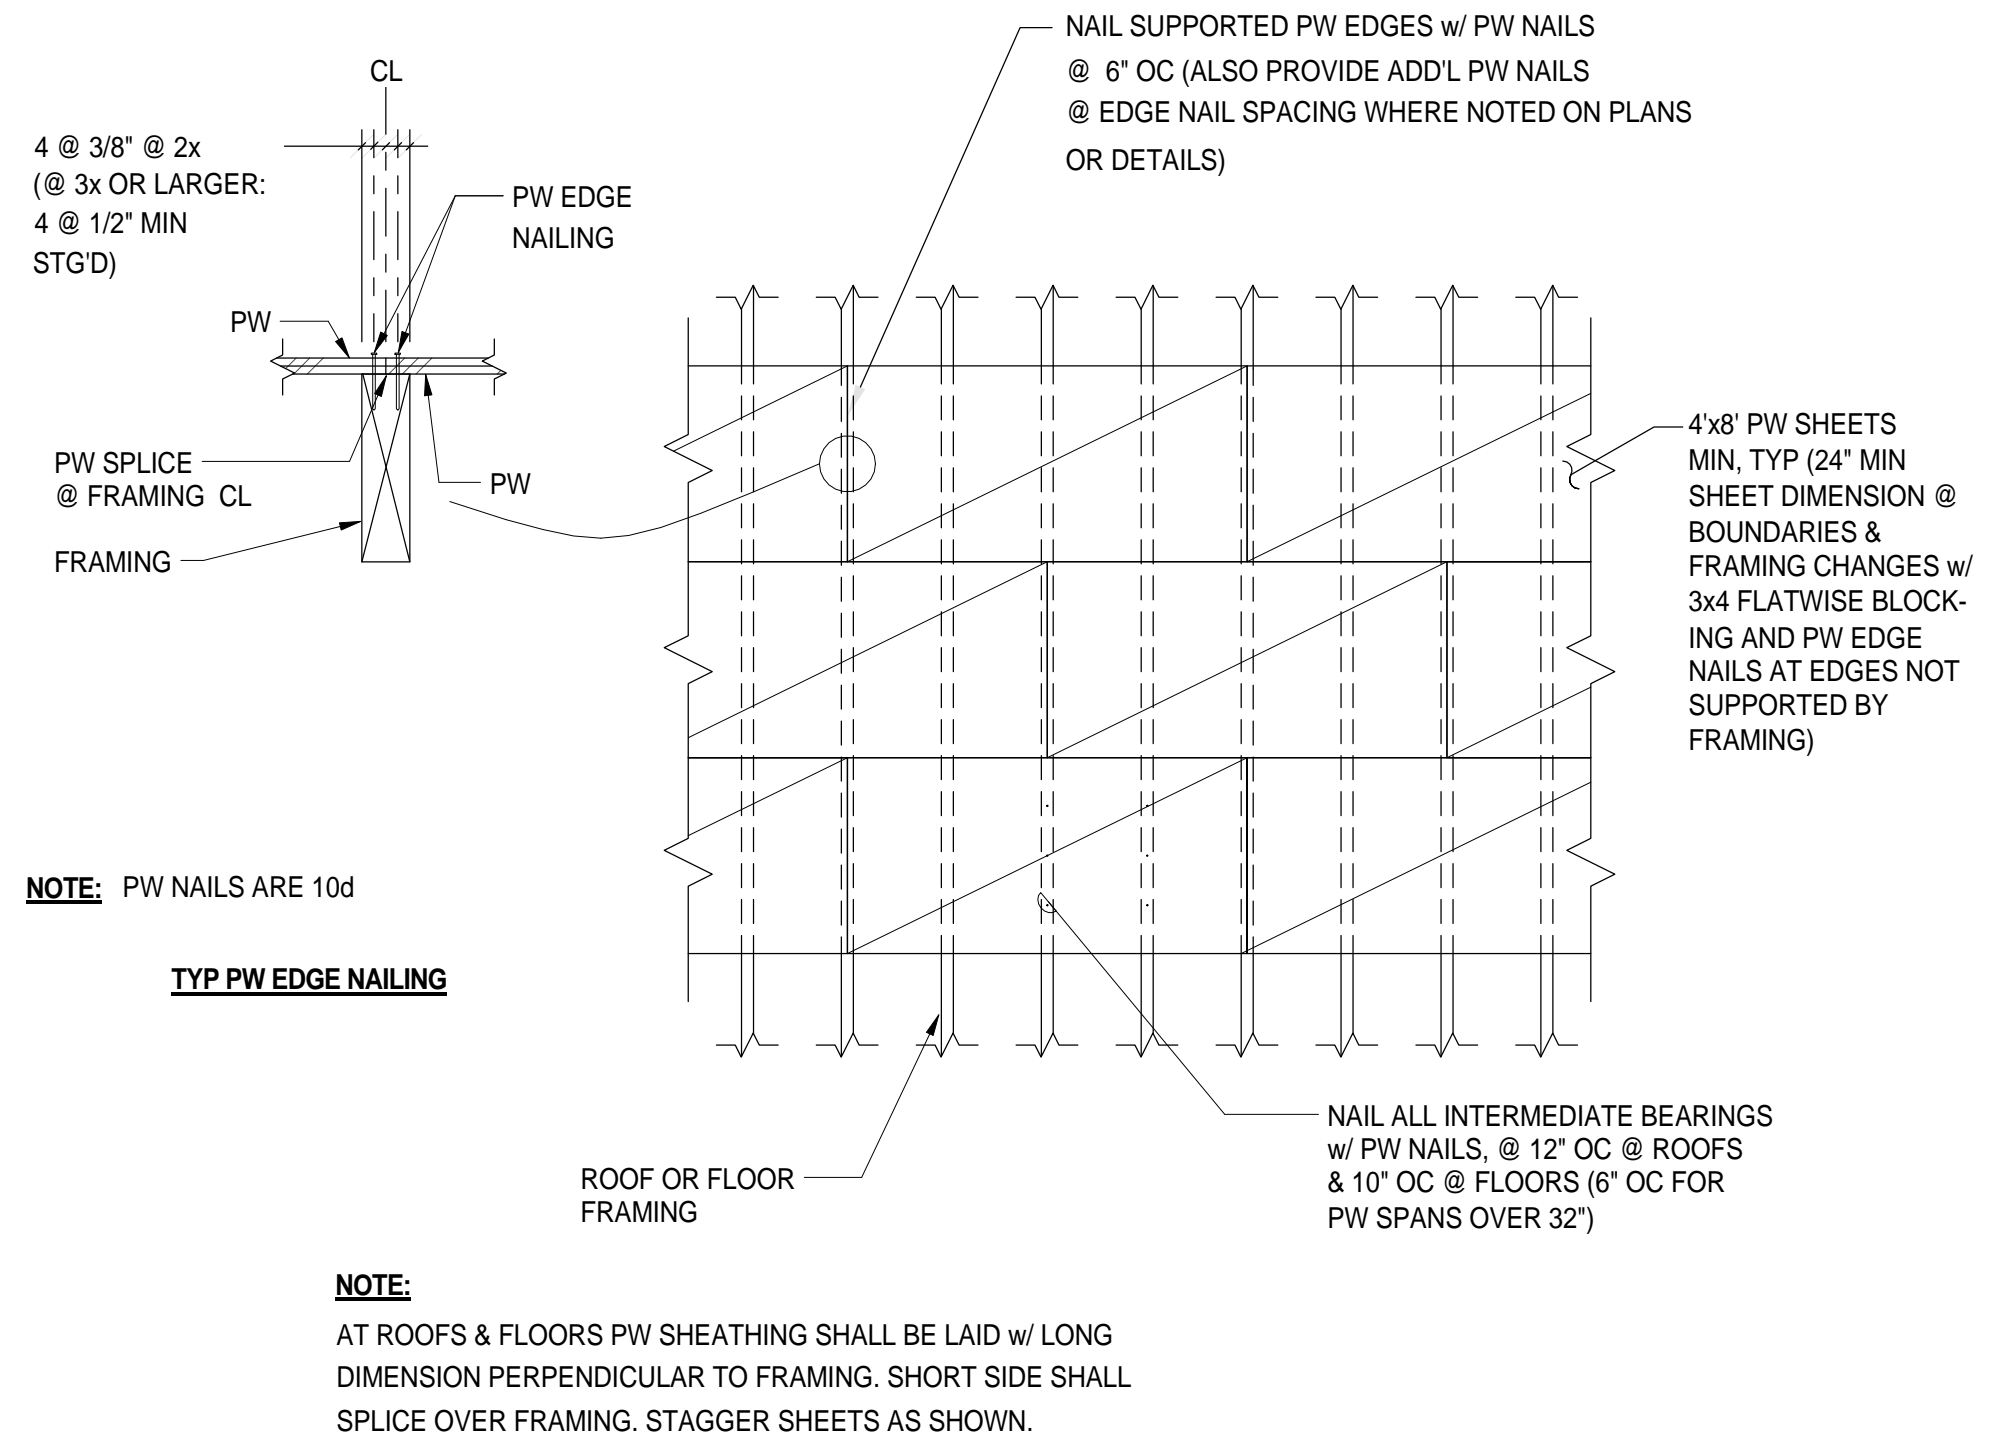 NAIL SUPPORTED PW EDGES w/ PW NAILS
@ 6" OC (ALSO PROVIDE ADD'L PW NAILS
@ EDGE NAIL SPACING WHERE NOTED ON PLANS
OR DETAILS)
CL
4 @ 3/8" @ 2x
(@ 3x OR LARGER:
4 @ 1/2" MIN
STG'D)
PW EDGE
NAILING
PW
PW SPLICE
@ FRAMING CL
PW
FRAMING
4'x8' PW SHEETS
MIN, TYP (24" MIN
SHEET DIMENSION @
BOUNDARIES &
FRAMING CHANGES w/
3x4 FLATWISE BLOCK-
ING AND PW EDGE
NAILS AT EDGES NOT
SUPPORTED BY
FRAMING)
NOTE: PW NAILS ARE 10d
TYP PW EDGE NAILING
NAIL ALL INTERMEDIATE BEARINGS
w/ PW NAILS, @ 12" OC @ ROOFS
& 10" OC @ FLOORS (6" OC FOR
PW SPANS OVER 32")
ROOF OR FLOOR
FRAMING
NOTE:
AT ROOFS & FLOORS PW SHEATHING SHALL BE LAID w/ LONG
DIMENSION PERPENDICULAR TO FRAMING. SHORT SIDE SHALL
SPLICE OVER FRAMING. STAGGER SHEETS AS SHOWN.